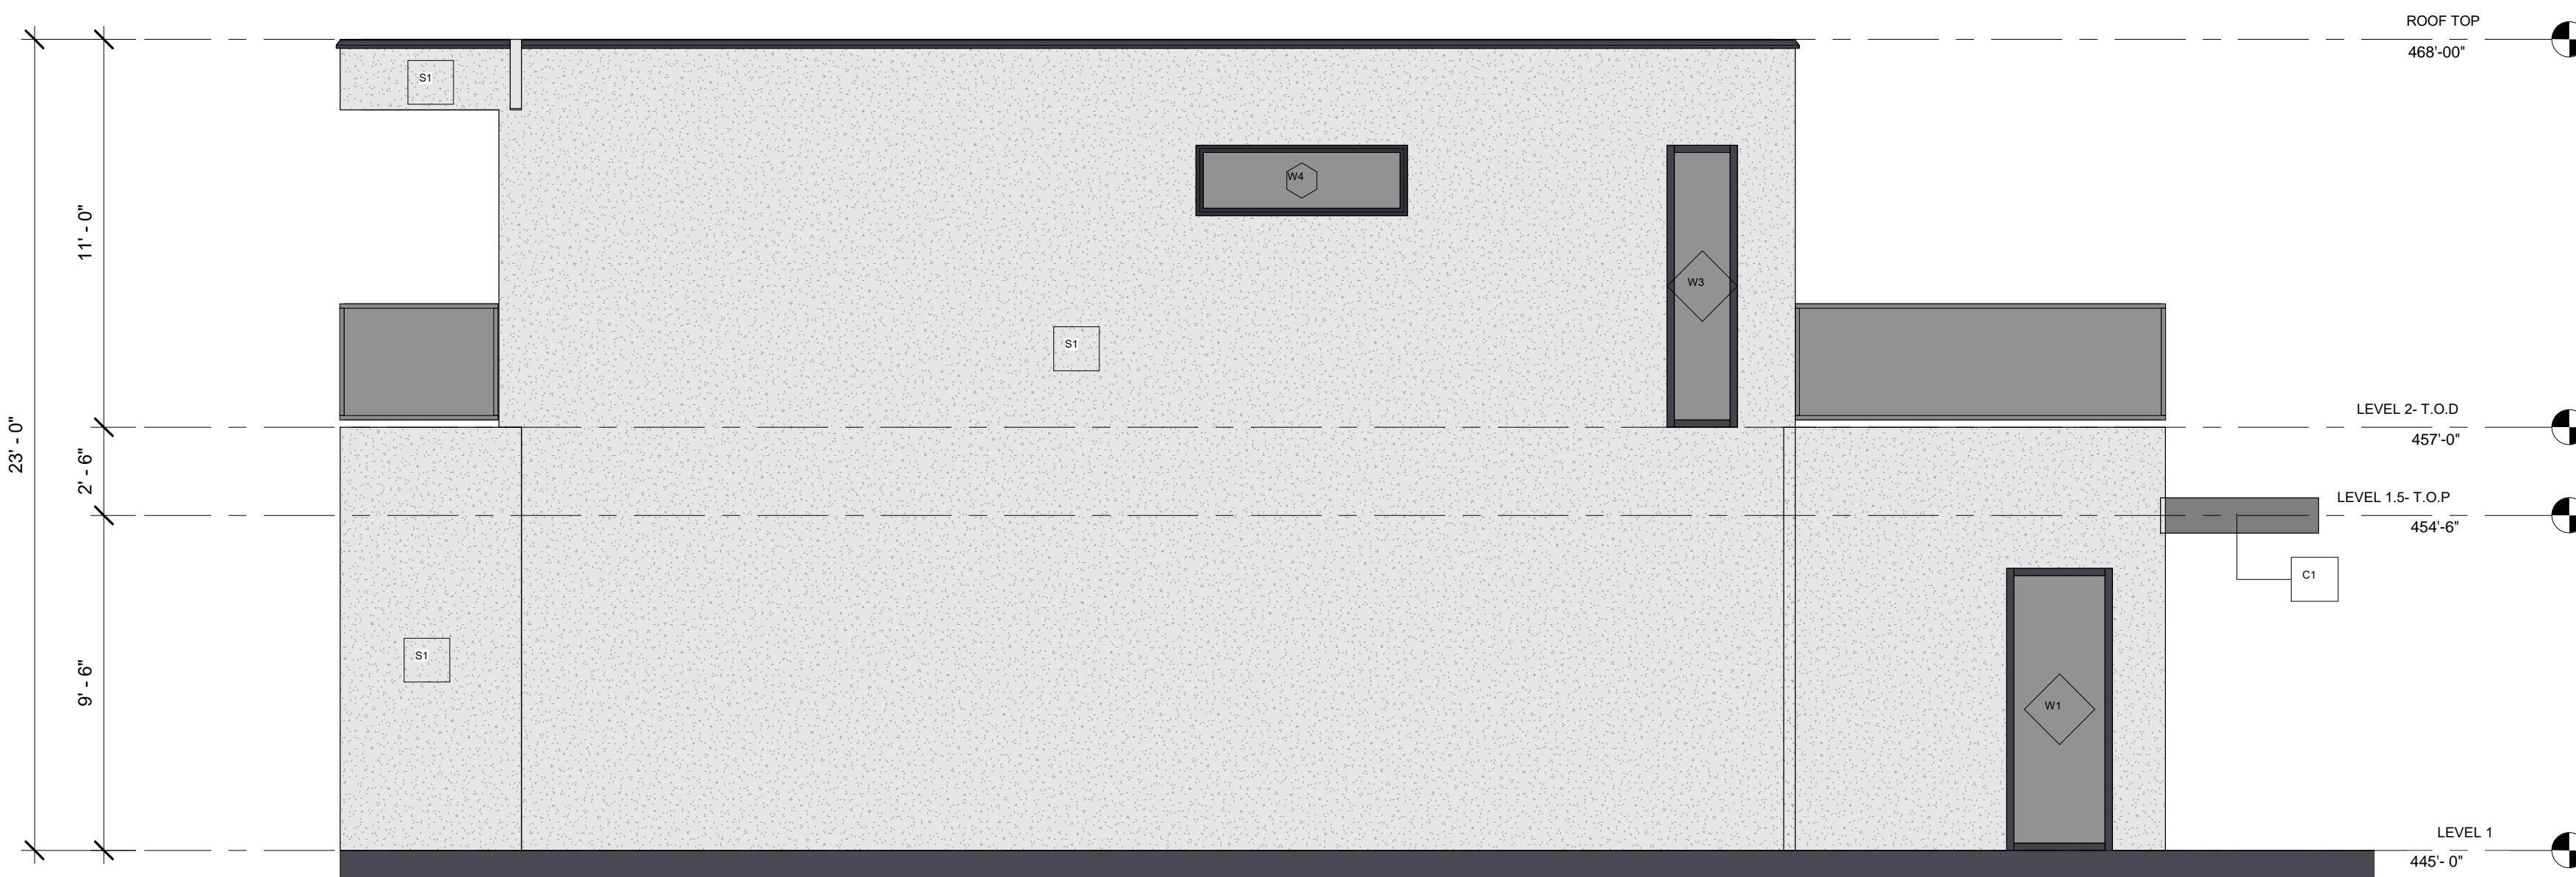 ROOF TOP
468'-00"
S1
W4
11' - 0"
W3
S1
LEVEL 2- T.O.D
457'-0"
23' - 0"
2' - 6"
LEVEL 1.5- T.O.P
454'-6"
C1
S1
9' - 6"
W1
LEVEL 1
445'- 0"